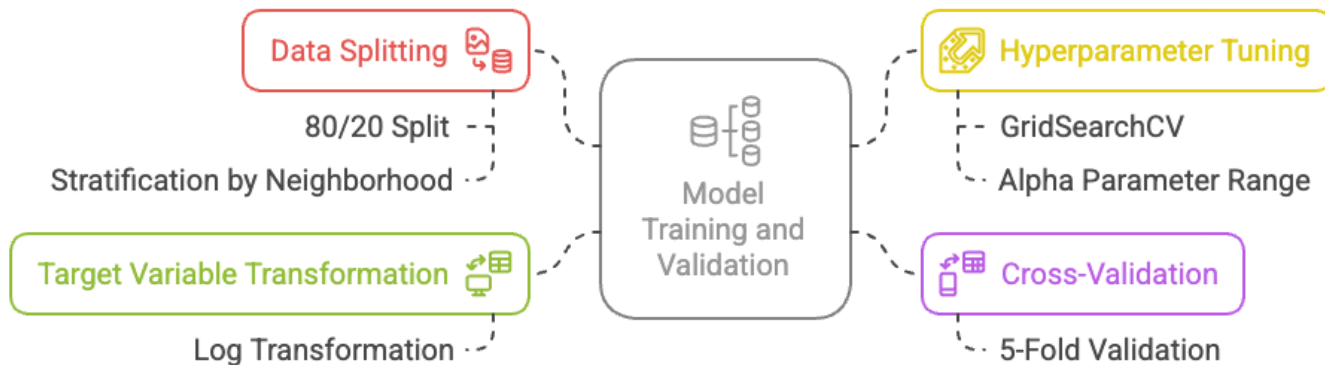 Data Splitting
80/20 Split
Stratification by Neighborhood
Target Variable Transformation
Log Transformation
Model
Training and
Validation
Hyperparameter Tuning
GridSearchCV
Alpha Parameter Range
Cross-Validation
5-Fold Validation